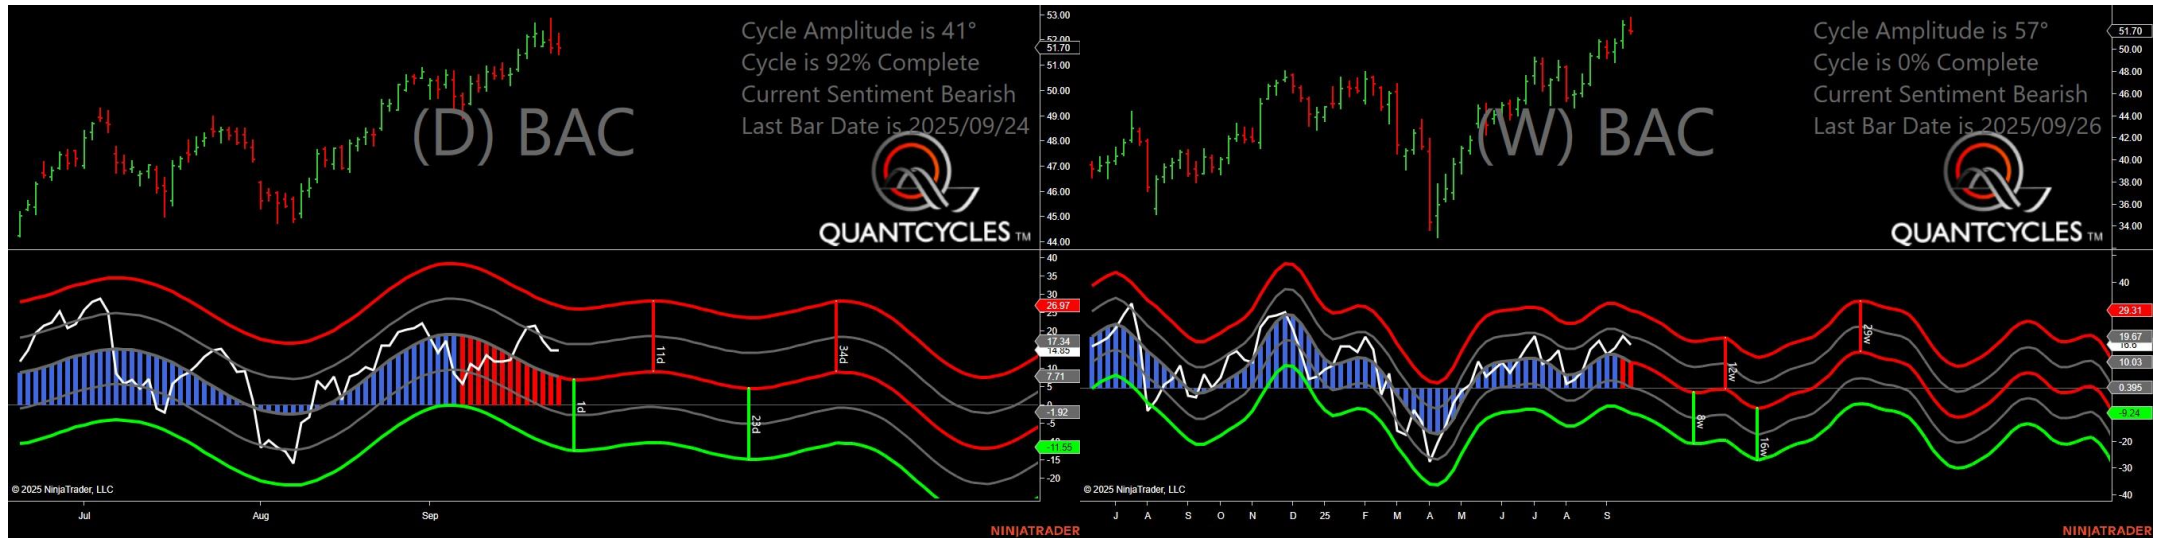 Cycle Amplitude is 41°
Cycle is 92% Complete
Current Sentiment Bearish
Last Bar Date is 2025/09/24
(D) BAC
QUANTCYCLES TM
53.00
52.00
51.70
51.00
50.00
49.00
48.00
47.00
46.00
45.00
44.00
40
35
30
26.97
25
20
17.34
14.85
10
7.71
5
0
-1.92
-5
-11.55
-15
-20
1d
11d
23d
34d
© 2025 NinjaTrader, LLC
Jul Aug Sep
NINJATRADER
Cycle Amplitude is 57°
Cycle is 0% Complete
Current Sentiment Bearish
Last Bar Date is 2025/09/26
(W) BAC
QUANTCYCLES TM
51.70
50.00
48.00
46.00
44.00
42.00
40.00
38.00
36.00
34.00
40
29.31
19.67
16.6
10.03
0.395
-9.24
-20
-30
-40
8w
12w
16w
29w
© 2025 NinjaTrader, LLC
J A S O N D 25 F M A M J J A S
NINJATRADER